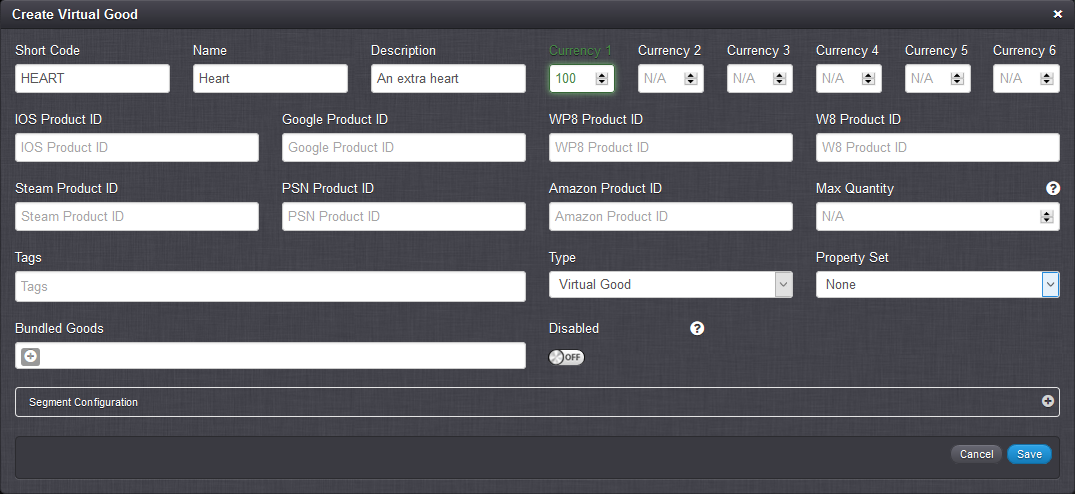 Create Virtual Good ×
Short Code Name Description Currency 1 Currency 2 Currency 3 Currency 4 Currency 5 Currency 6
HEART Heart An extra heart 100 N/A N/A N/A N/A N/A
IOS Product ID Google Product ID WP8 Product ID W8 Product ID
IOS Product ID Google Product ID WP8 Product ID W8 Product ID
Steam Product ID PSN Product ID Amazon Product ID Max Quantity ?
Steam Product ID PSN Product ID Amazon Product ID N/A
Tags Type Property Set
Tags Virtual Good None
Bundled Goods Disabled ?
OFF
Segment Configuration
Cancel Save